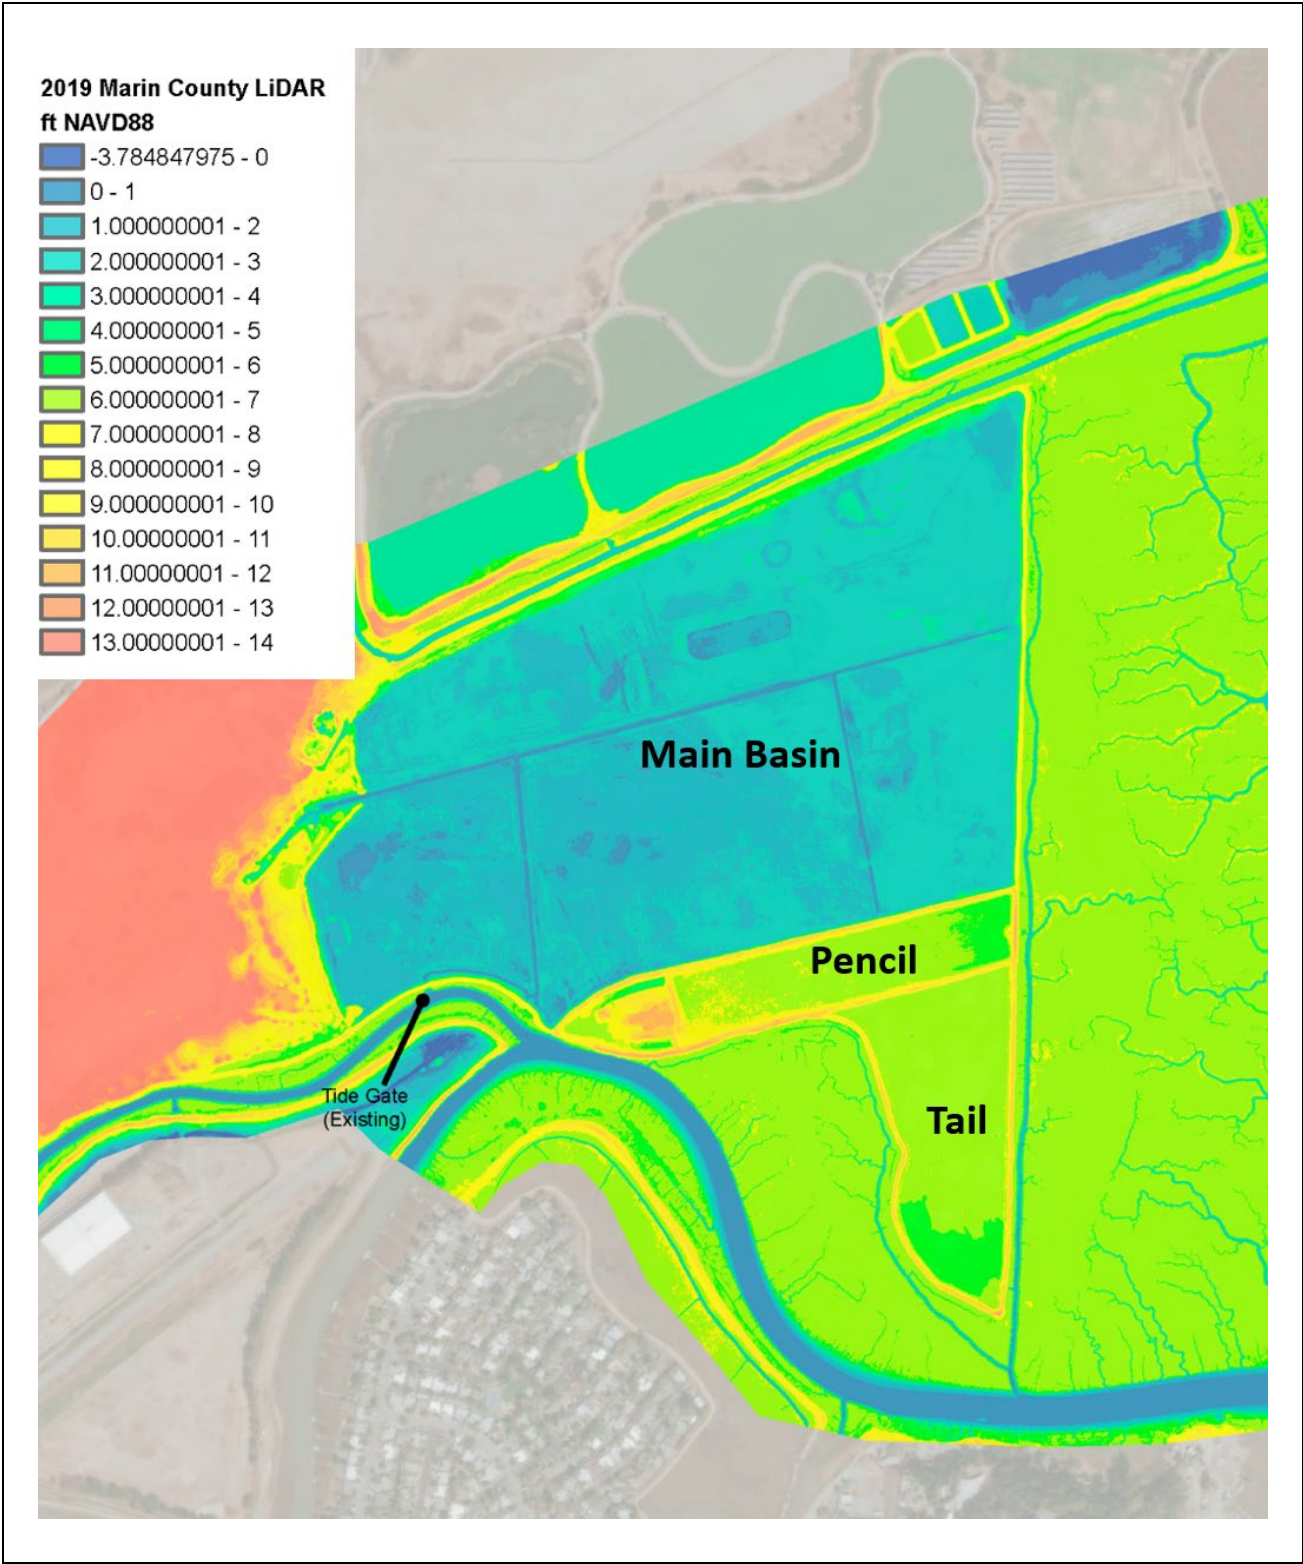 2019 Marin County LiDAR
ft NAVD88
-3.784847975 - 0
0 - 1
1.000000001 - 2
2.000000001 - 3
3.000000001 - 4
4.000000001 - 5
5.000000001 - 6
6.000000001 - 7
7.000000001 - 8
8.000000001 - 9
9.000000001 - 10
10.00000001 - 11
11.00000001 - 12
12.00000001 - 13
13.00000001 - 14
Main Basin
Pencil
Tide Gate
(Existing)
Tail